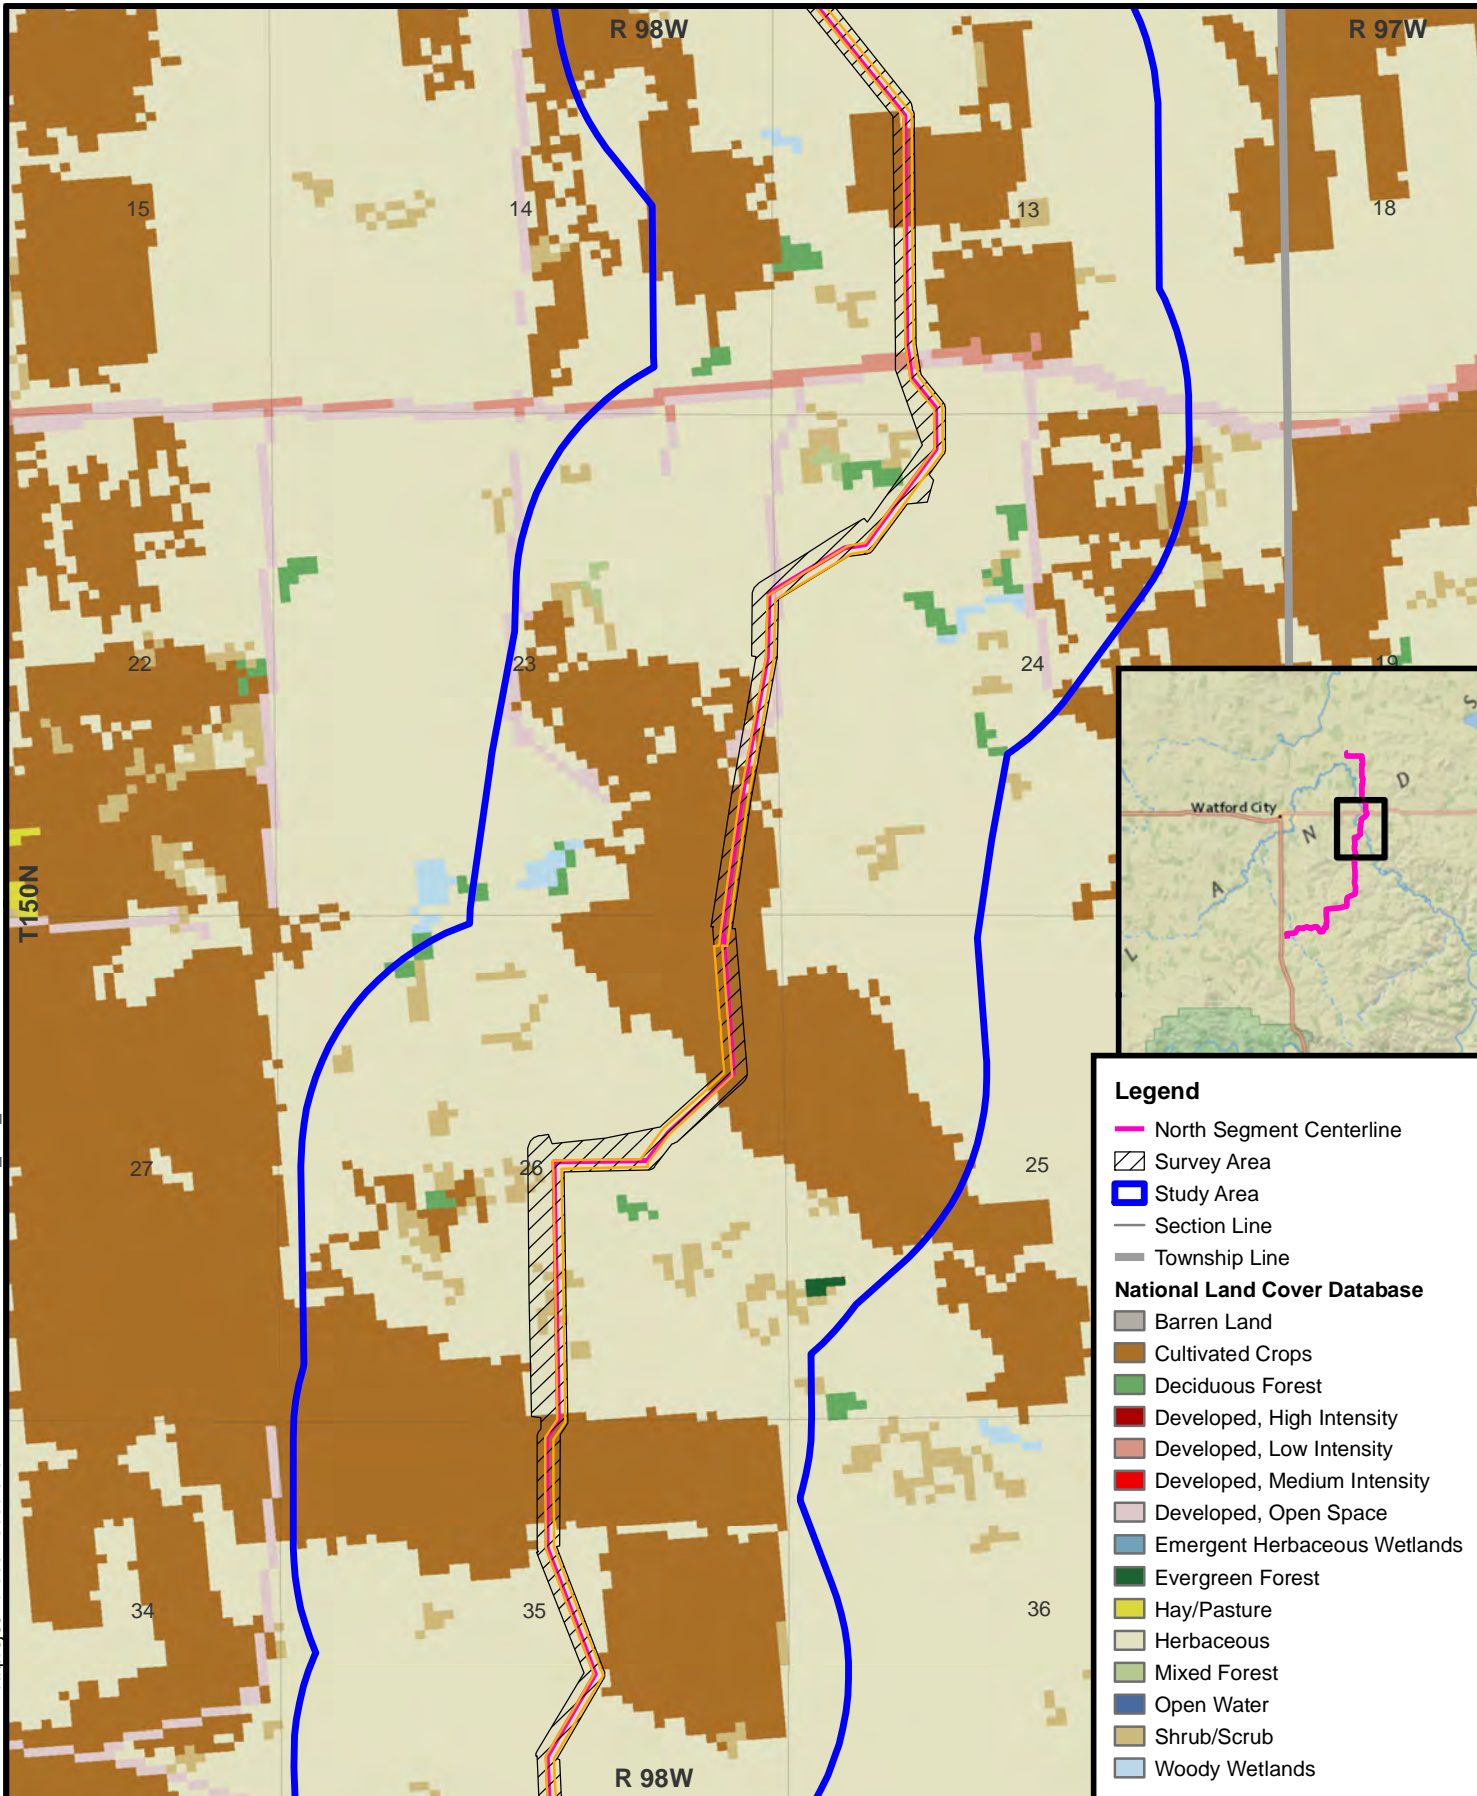 R 98W
R 97W
15
14
13
18
22
23
24
19
T150N
27
26
25
34
35
36
R 98W
Watford City
S
D
N
A
L
Legend
North Segment Centerline
Survey Area
Study Area
Section Line
Township Line
National Land Cover Database
Barren Land
Cultivated Crops
Deciduous Forest
Developed, High Intensity
Developed, Low Intensity
Developed, Medium Intensity
Developed, Open Space
Emergent Herbaceous Wetlands
Evergreen Forest
Hay/Pasture
Herbaceous
Mixed Forest
Open Water
Shrub/Scrub
Woody Wetlands